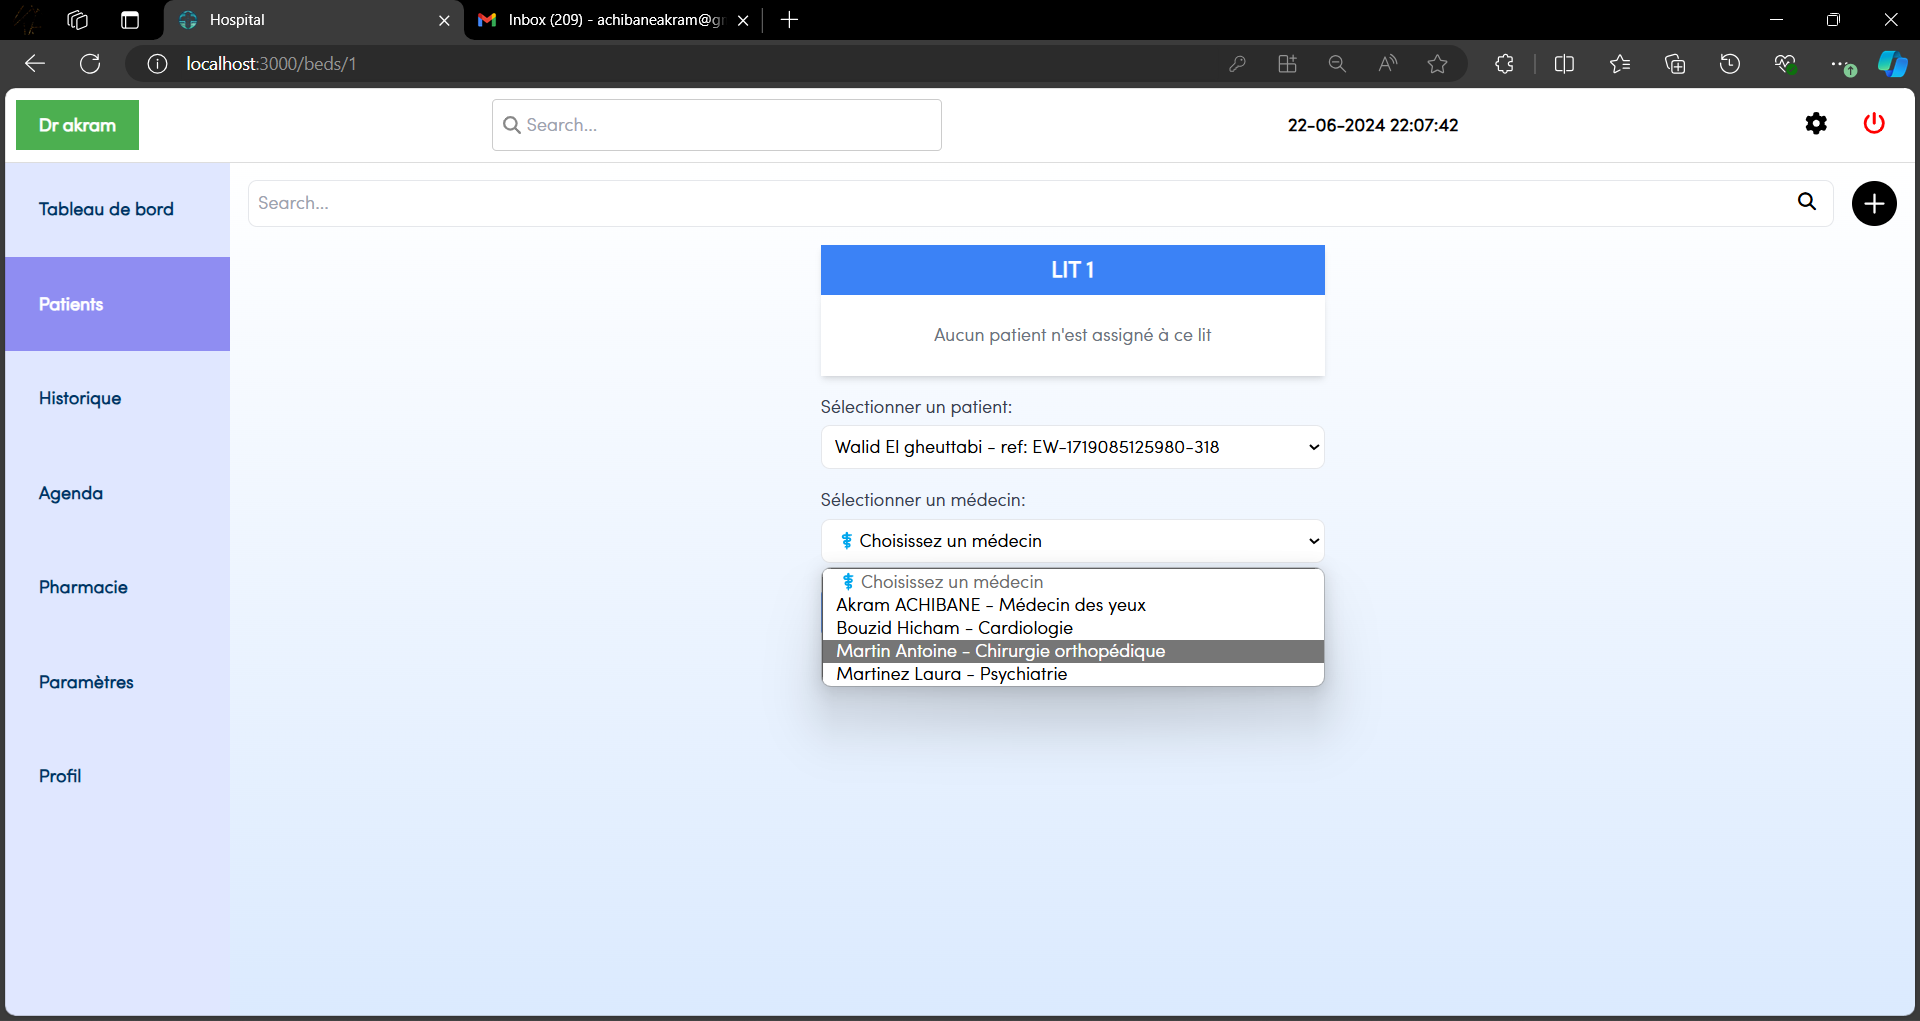 Hospital
Inbox (209) - achibaneakram@g
localhost:3000/beds/1
Dr akram
Search...
22-06-2024 22:07:42
Tableau de bord
Patients
Historique
Agenda
Pharmacie
Paramètres
Profil
Search...
LIT 1
Aucun patient n'est assigné à ce lit
Sélectionner un patient:
Walid El gheuttabi - ref: EW-1719085125980-318
Sélectionner un médecin:
⚕ Choisissez un médecin
⚕ Choisissez un médecin
Akram ACHIBANE - Médecin des yeux
Bouzid Hicham - Cardiologie
Martin Antoine - Chirurgie orthopédique
Martinez Laura - Psychiatrie